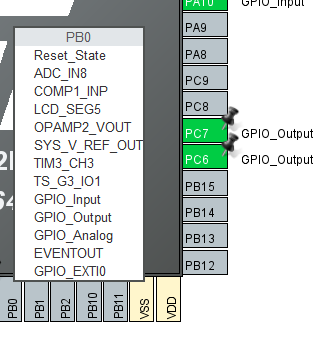 PA10
GPIO_Input
PB0
PA9
Reset_State
PA8
ADC_IN8
PC9
COMP1_INP
PC8
LCD_SEG5
OPAMP2_VOUT
PC7
GPIO_Output
SYS_V_REF_OUT
PC6
GPIO_Output
TIM3_CH3
TS_G3_IO1
PB15
GPIO_Input
PB14
GPIO_Output
GPIO_Analog
PB13
EVENTOUT
PB12
GPIO_EXTI0
PB0
PB1
PB2
PB10
PB11
VSS
VDD